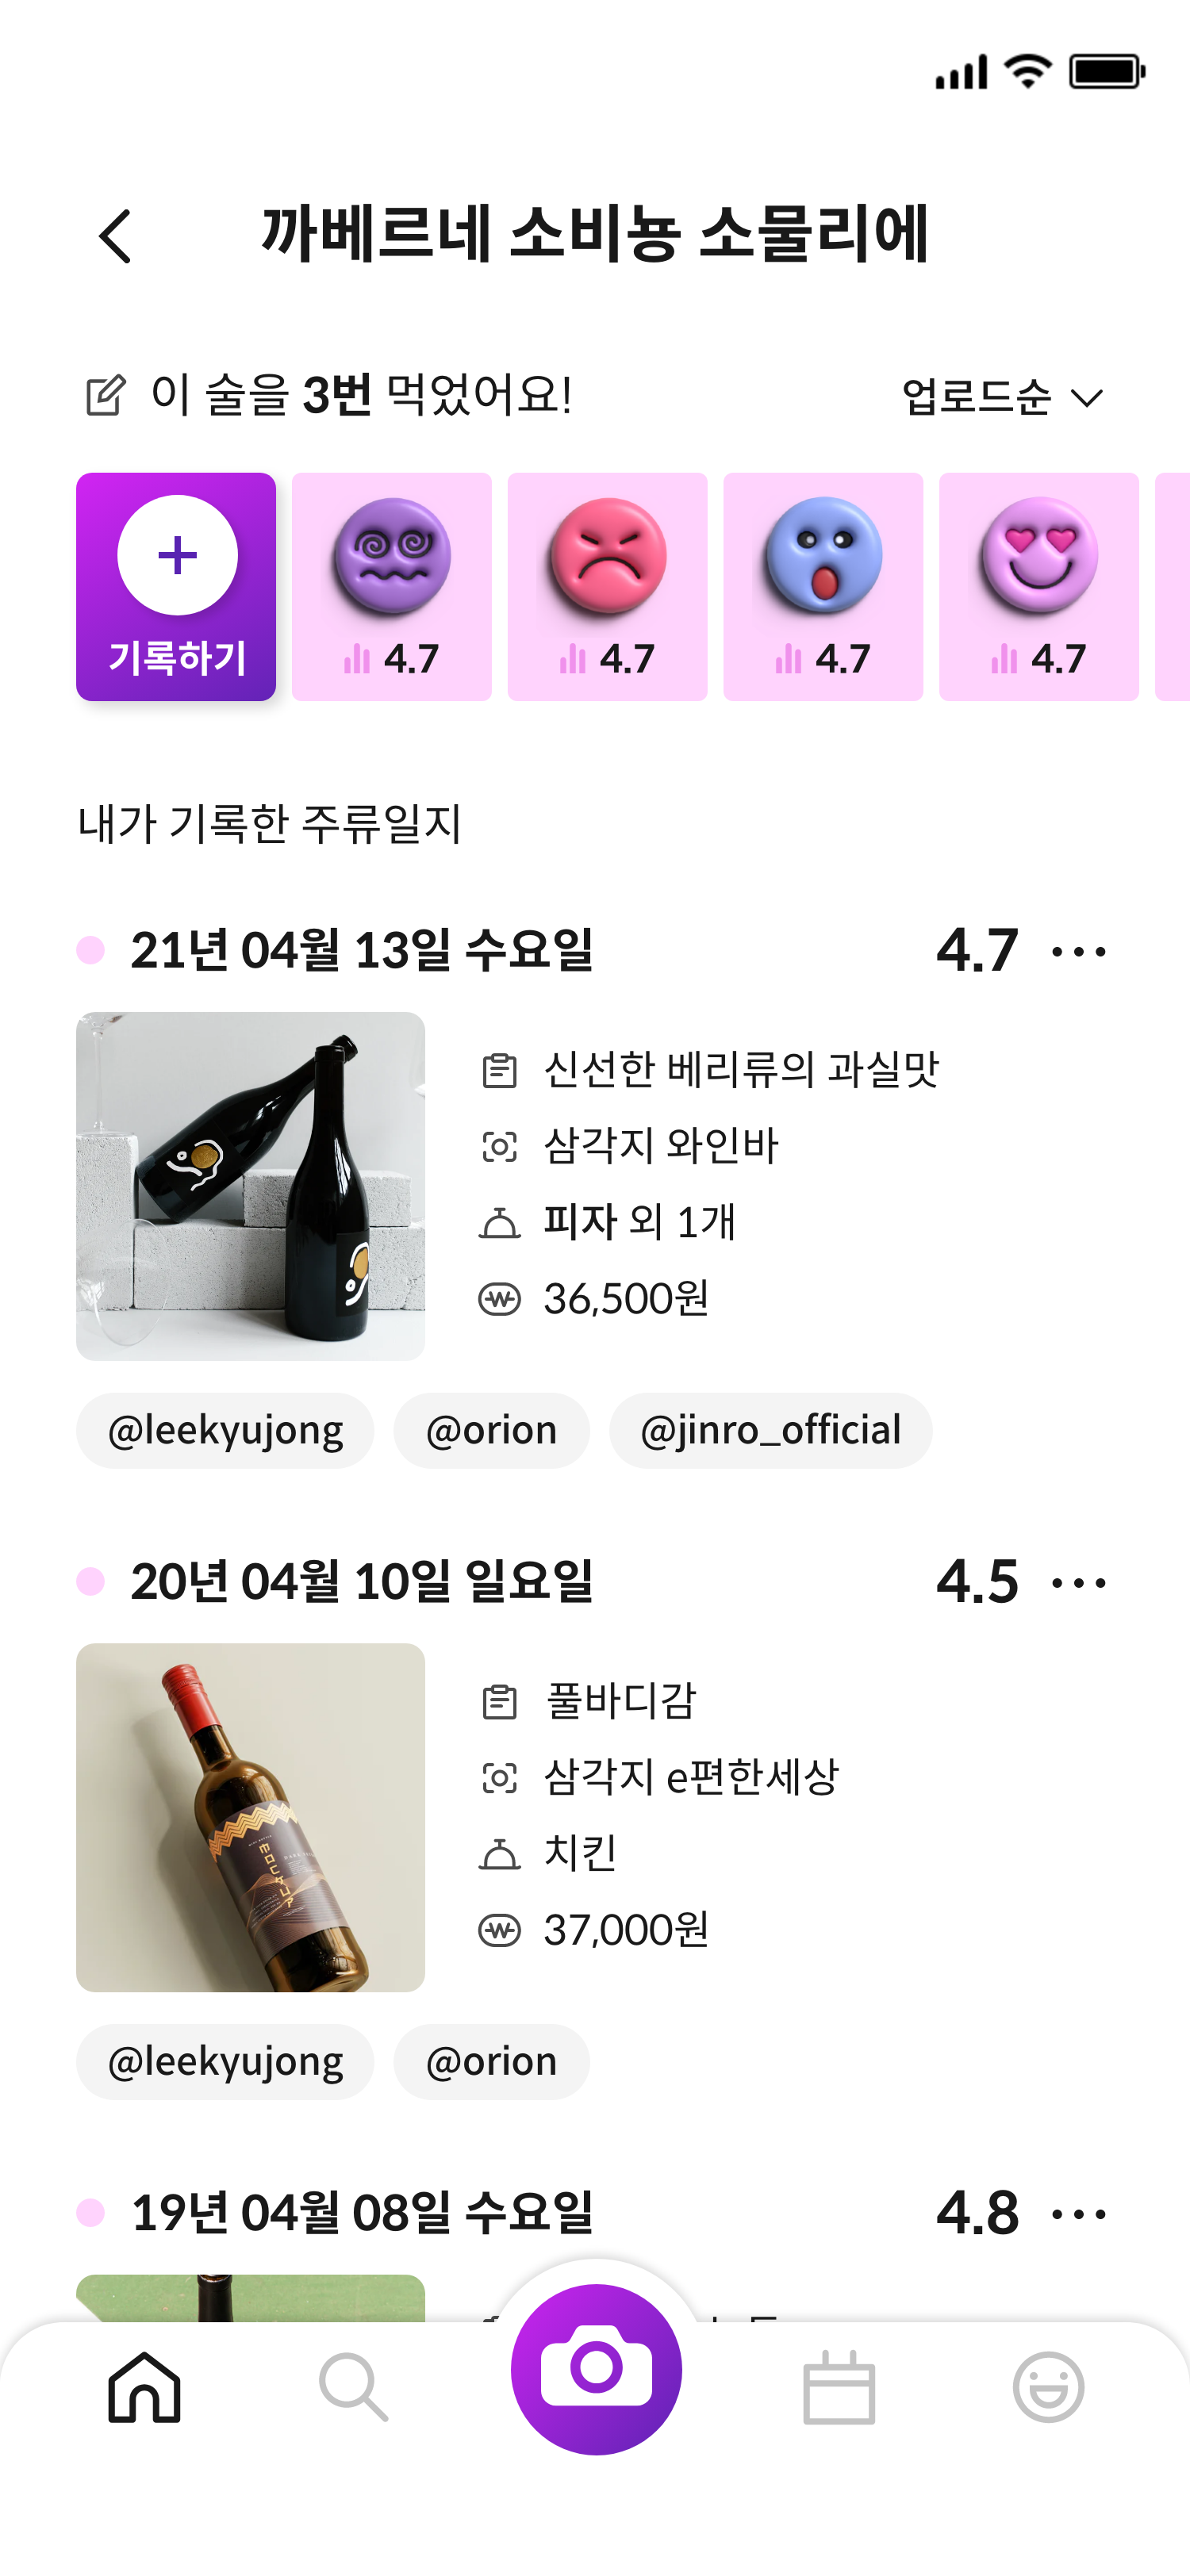 까베르네 소비뇽 소물리에
이 술을 3번 먹었어요!
업로드순
기록하기
4.7
4.7
4.7
4.7
내가 기록한 주류일지
21년 04월 13일 수요일
4.7
신선한 베리류의 과실맛
삼각지 와인바
피자 외 1개
36,500원
@leekyujong @orion @jinro_official
20년 04월 10일 일요일
4.5
MOCKUP
풀바디감
삼각지 e편한세상
치킨
37,000원
@leekyujong @orion
19년 04월 08일 수요일
4.8